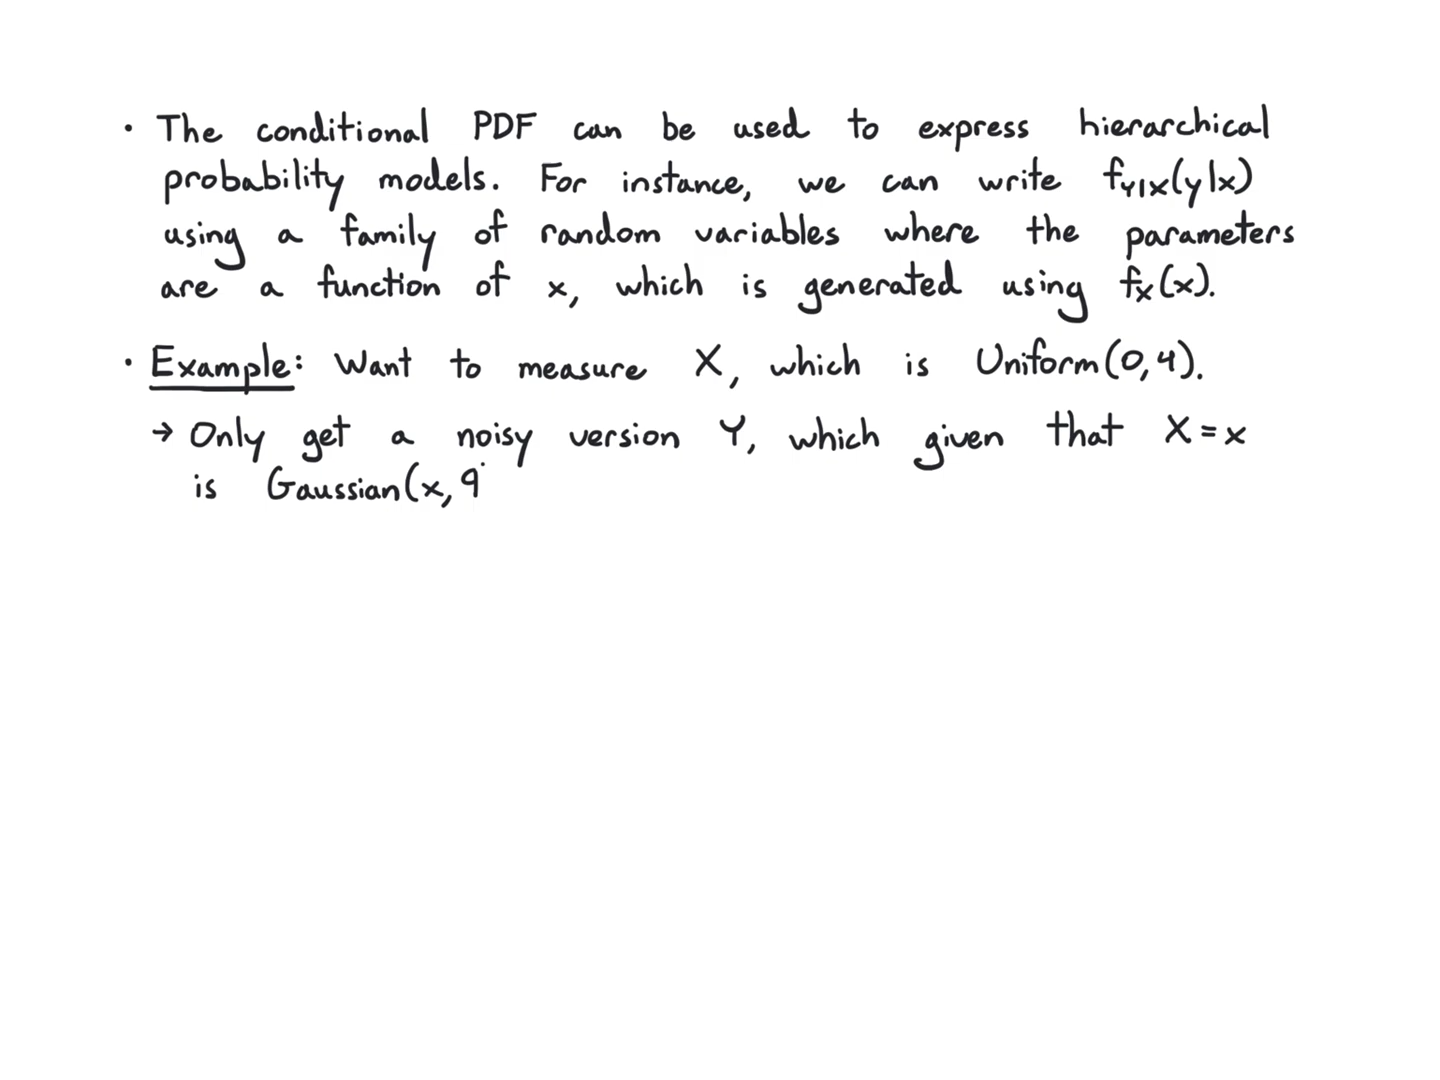 • The conditional PDF can be used to express hierarchical
probability models. For instance, we can write f_{Y|X}(y|x)
using a family of random variables where the parameters
are a function of x, which is generated using f_X(x).
• Example: Want to measure X, which is Uniform(0,4).
→ Only get a noisy version Y, which given that X=x
is Gaussian(x, 9